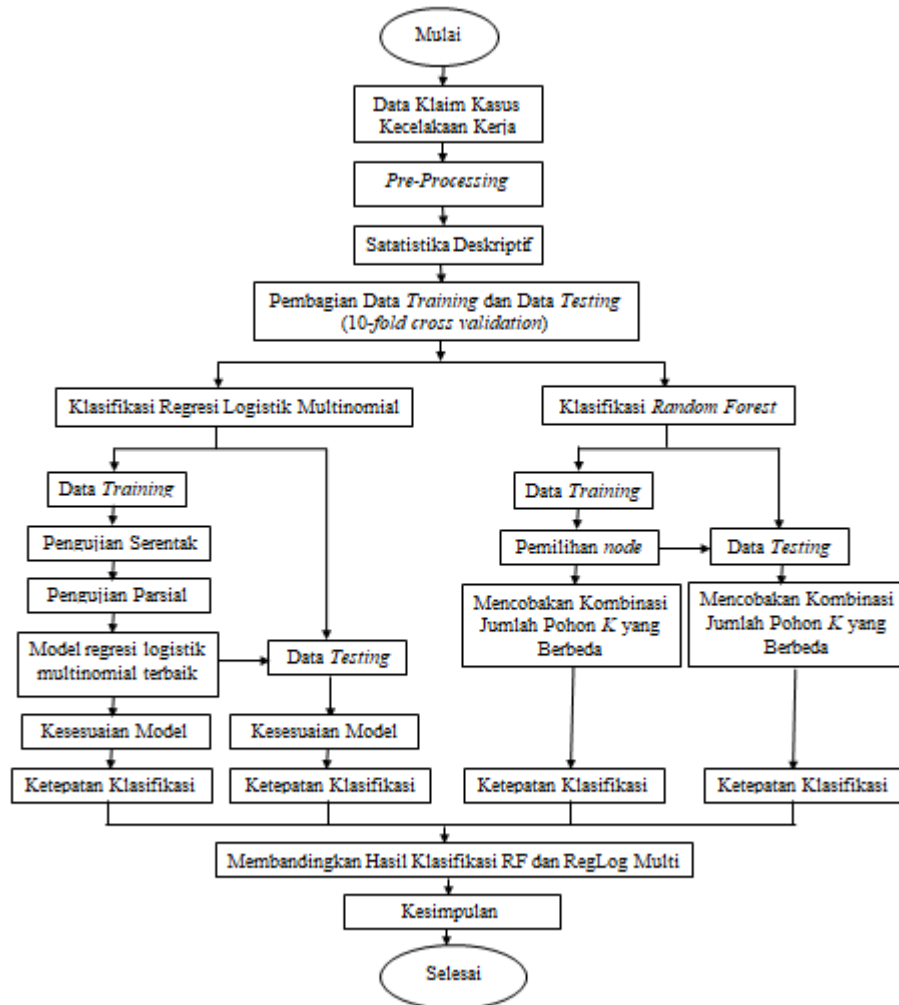 Mulai
Data Klaim Kasus
Kecelakaan Kerja
Pre-Processing
Satatistika Deskriptif
Pembagian Data Training dan Data Testing
(10-fold cross validation)
Klasifikasi Regresi Logistik Multinomial
Klasifikasi Random Forest
Data Training
Pengujian Serentak
Pengujian Parsial
Model regresi logistik
multinomial terbaik
Kesesuaian Model
Ketepatan Klasifikasi
Data Testing
Kesesuaian Model
Ketepatan Klasifikasi
Data Training
Pemilihan node
Mencobakan Kombinasi
Jumlah Pohon K yang
Berbeda
Ketepatan Klasifikasi
Data Testing
Mencobakan Kombinasi
Jumlah Pohon K yang
Berbeda
Ketepatan Klasifikasi
Membandingkan Hasil Klasifikasi RF dan RegLog Multi
Kesimpulan
Selesai